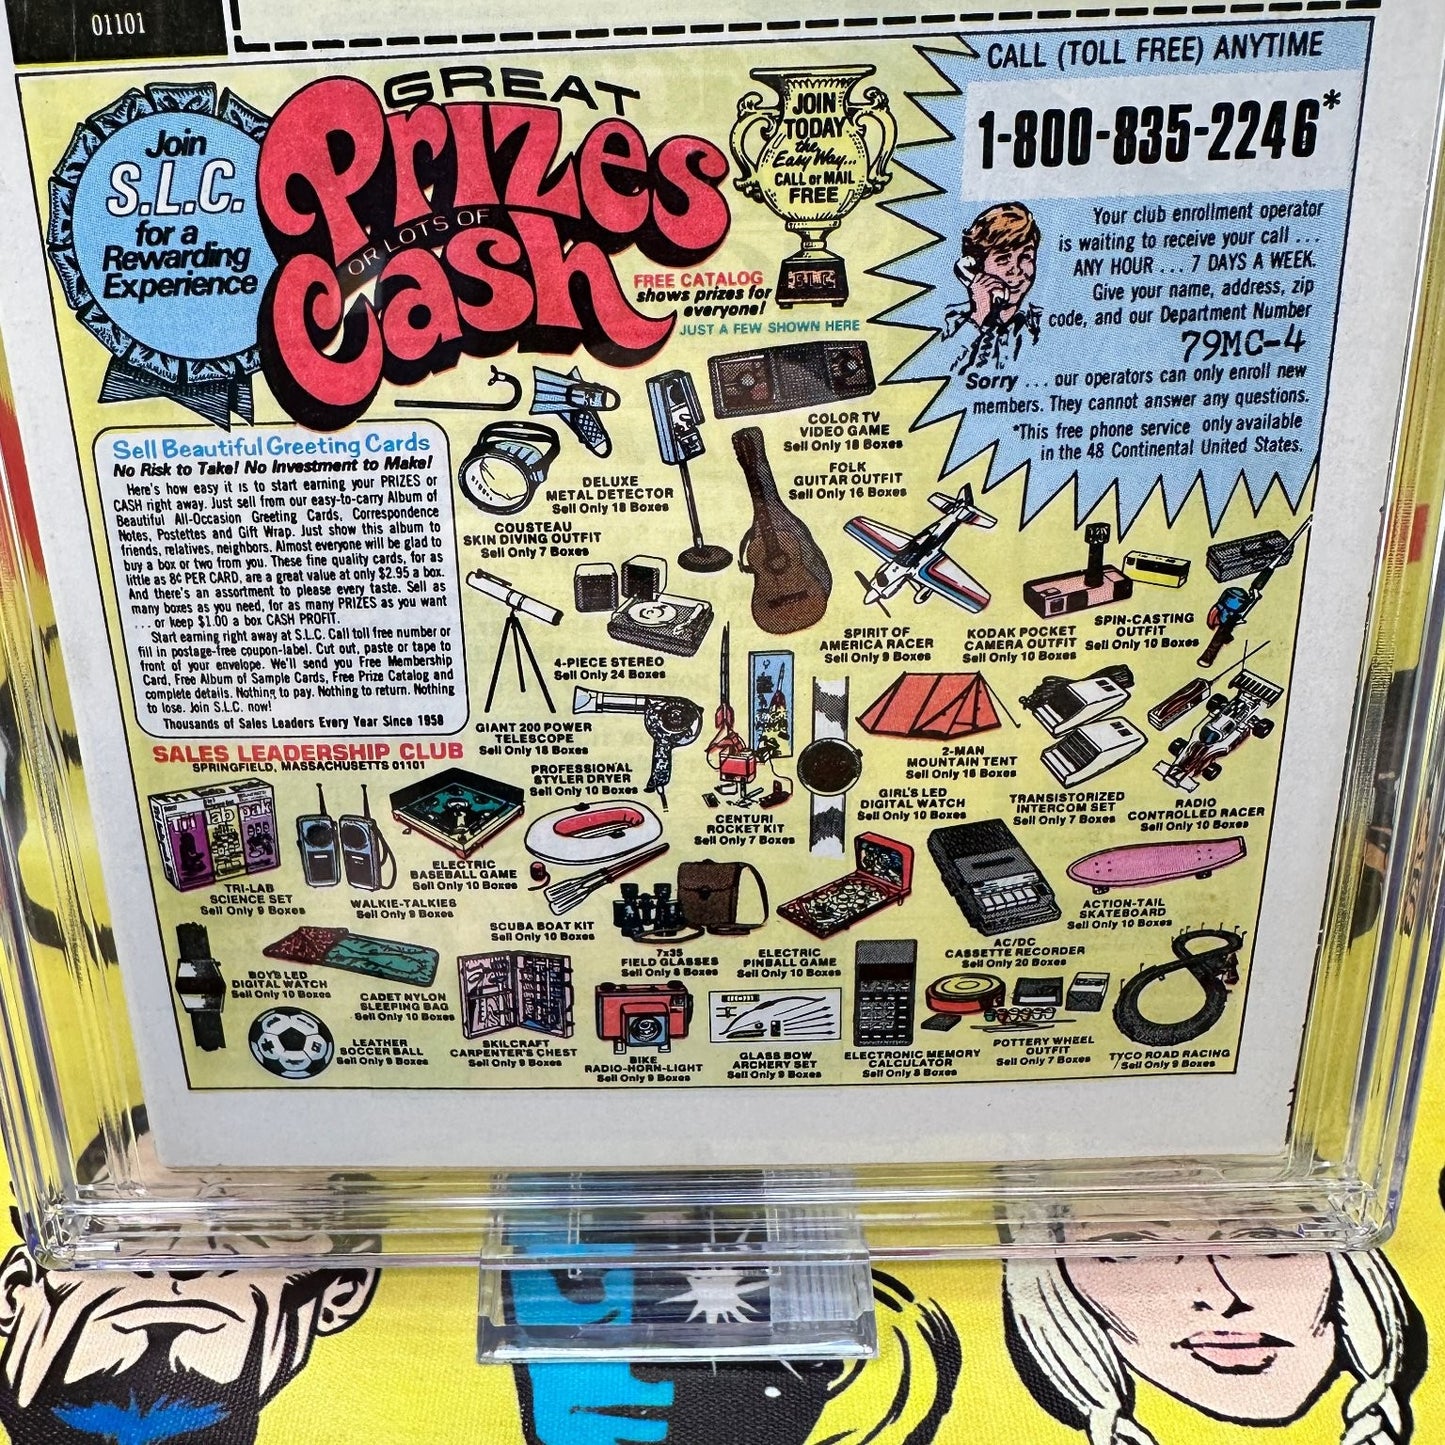 01101
Join
S.L.C.
for a
Rewarding
Experience
GREAT
Prizes
OR LOTS OF
Cash
JOIN
TODAY
the
Easy Way...
CALL or MAIL
FREE
SLC
FREE CATALOG
shows prizes for
everyone!
JUST A FEW SHOWN HERE
CALL (TOLL FREE) ANYTIME
1-800-835-2246*
Your club enrollment operator
is waiting to receive your call ...
ANY HOUR ... 7 DAYS A WEEK.
Give your name, address, zip
code, and our Department Number
79MC-4
Sorry ... our operators can only enroll new
members. They cannot answer any questions.
*This free phone service only available
in the 48 Continental United States.
Sell Beautiful Greeting Cards
No Risk to Take! No Investment to Make!
Here's how easy it is to start earning your PRIZES or
CASH right away. Just sell from our easy-to-carry Album of
Beautiful All-Occasion Greeting Cards, Correspondence
Notes, Postettes and Gift Wrap. Just show this album to
friends, relatives, neighbors. Almost everyone will be glad to
buy a box or two from you. These fine quality cards, for as
little as 8¢ PER CARD, are a great value at only $2.95 a box.
And there's an assortment to please every taste. Sell as
many boxes as you need, for as many PRIZES as you want
... or keep $1.00 a box CASH PROFIT.
Start earning right away at S.L.C. Call toll free number or
fill in postage-free coupon-label. Cut out, paste or tape to
front of your envelope. We'll send you Free Membership
Card, Free Album of Sample Cards, Free Prize Catalog and
complete details. Nothing to pay. Nothing to return. Nothing
to lose. Join S.L.C. now!
Thousands of Sales Leaders Every Year Since 1958
SALES LEADERSHIP CLUB
SPRINGFIELD, MASSACHUSETTS 01101
COLOR TV
VIDEO GAME
Sell Only 18 Boxes
DELUXE
METAL DETECTOR
Sell Only 18 Boxes
FOLK
GUITAR OUTFIT
Sell Only 16 Boxes
COUSTEAU
SKIN DIVING OUTFIT
Sell Only 7 Boxes
4-PIECE STEREO
Sell Only 24 Boxes
SPIRIT OF
AMERICA RACER
Sell Only 9 Boxes
KODAK POCKET
CAMERA OUTFIT
Sell Only 10 Boxes
SPIN-CASTING
OUTFIT
Sell Only 10 Boxes
GIANT 200 POWER
TELESCOPE
Sell Only 18 Boxes
PROFESSIONAL
STYLER DRYER
Sell Only 10 Boxes
CENTURI
ROCKET KIT
Sell Only 7 Boxes
2-MAN
MOUNTAIN TENT
Sell Only 16 Boxes
GIRL'S LED
DIGITAL WATCH
Sell Only 10 Boxes
TRANSISTORIZED
INTERCOM SET
Sell Only 7 Boxes
RADIO
CONTROLLED RACER
Sell Only 10 Boxes
tri lab pak
TRI-LAB
SCIENCE SET
Sell Only 9 Boxes
WALKIE-TALKIES
Sell Only 9 Boxes
ELECTRIC
BASEBALL GAME
Sell Only 10 Boxes
SCUBA BOAT KIT
Sell Only 10 Boxes
7x35
FIELD GLASSES
Sell Only 8 Boxes
ELECTRIC
PINBALL GAME
Sell Only 10 Boxes
AC/DC
CASSETTE RECORDER
Sell Only 20 Boxes
ACTION-TAIL
SKATEBOARD
Sell Only 10 Boxes
BOYS LED
DIGITAL WATCH
Sell Only 10 Boxes
CADET NYLON
SLEEPING BAG
Sell Only 10 Boxes
LEATHER
SOCCER BALL
Sell Only 9 Boxes
SKILCRAFT
CARPENTER'S CHEST
Sell Only 9 Boxes
BIKE
RADIO-HORN-LIGHT
Sell Only 9 Boxes
GLASS BOW
ARCHERY SET
Sell Only 9 Boxes
ELECTRONIC MEMORY
CALCULATOR
Sell Only 8 Boxes
POTTERY WHEEL
OUTFIT
Sell Only 7 Boxes
TYCO ROAD RACING
Sell Only 9 Boxes